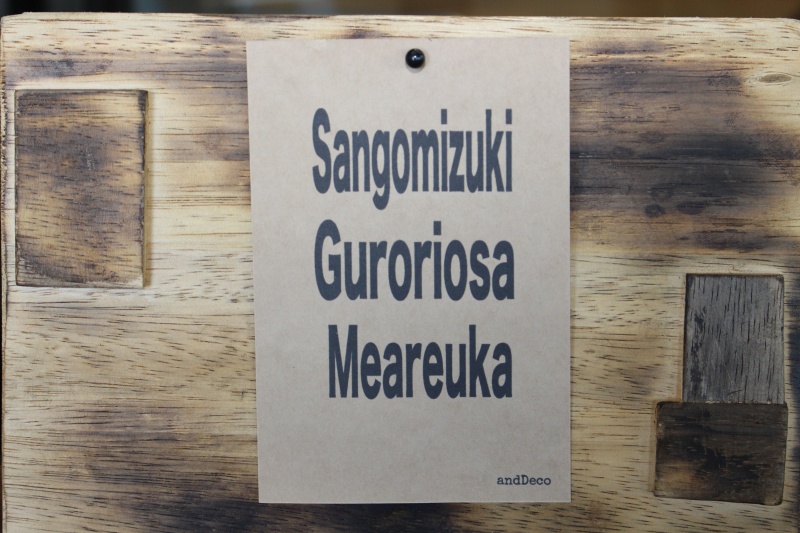 Sangomizuki
Guroriosa
Meareuka
andDeco